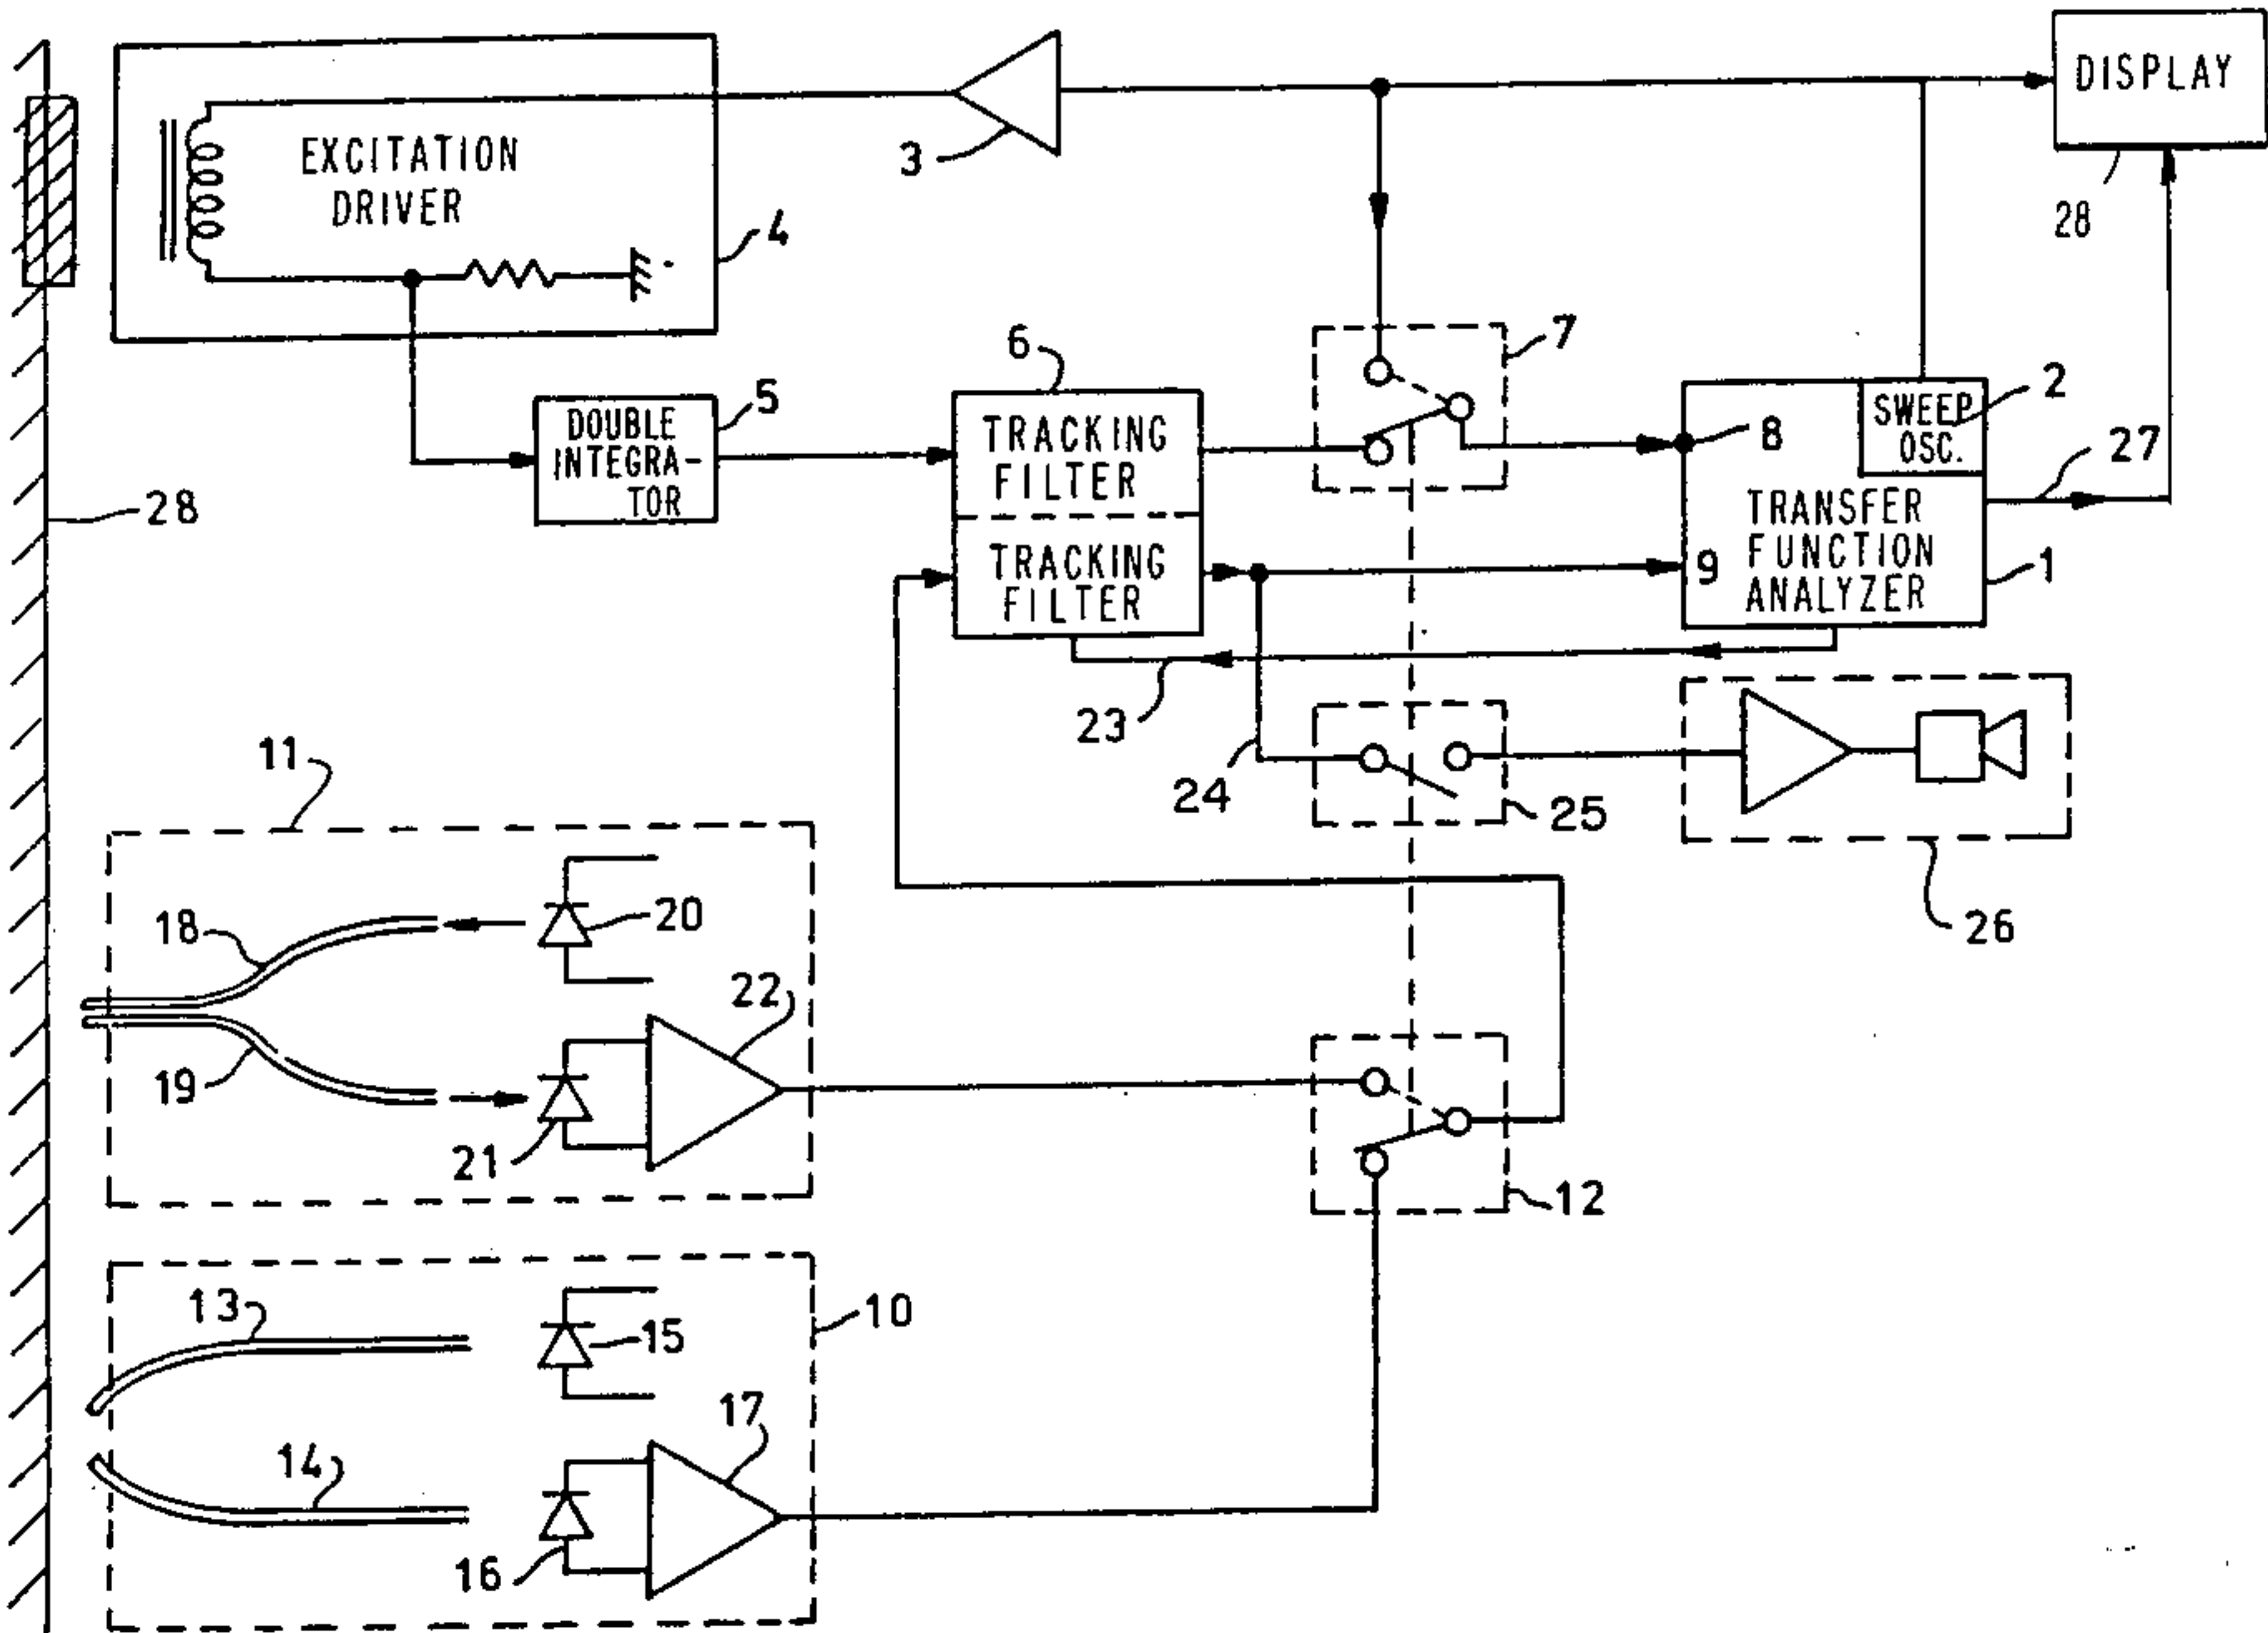 DISPLAY
28
3
EXCITATION
DRIVER
4
6
7
5
DOUBLE
INTEGRA-
TOR
TRACKING
FILTER
TRACKING
FILTER
8
SWEEP
OSC.
2
27
9
TRANSFER
FUNCTION
ANALYZER
1
28
23
24
25
26
11
18
20
22
19
21
12
13
15
10
14
17
16